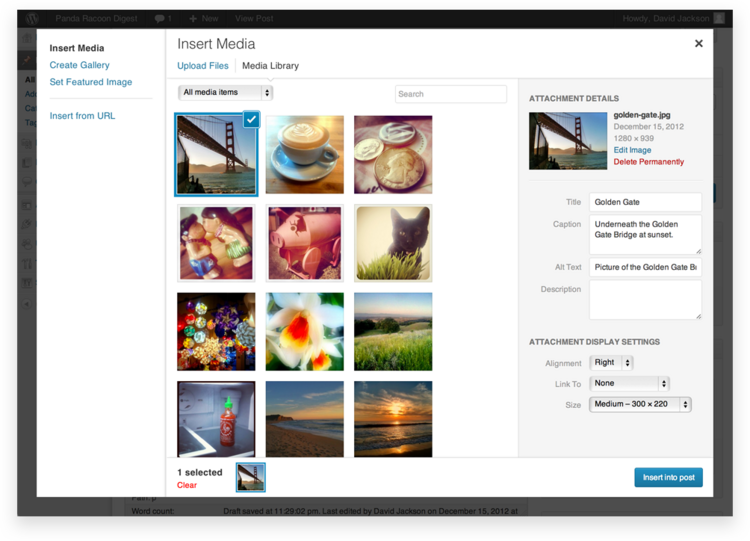 Panda Racoon Digest
1
New
View Post
Howdy, David Jackson
Insert Media
Create Gallery
Set Featured Image
Insert from URL
Insert Media
Upload Files
Media Library
All media items
Search
ATTACHMENT DETAILS
golden-gate.jpg
December 15, 2012
1280 × 939
Edit Image
Delete Permanently
Title
Golden Gate
Caption
Underneath the Golden
Gate Bridge at sunset.
Alt Text
Picture of the Golden Gate
Description
ATTACHMENT DISPLAY SETTINGS
Alignment
Right
Link To
None
Size
Medium – 300 × 220
1 selected
Clear
Insert into post
All
Word count:
Draft saved at 11:29:02 pm. Last edited by David Jackson on December 15, 2012 at